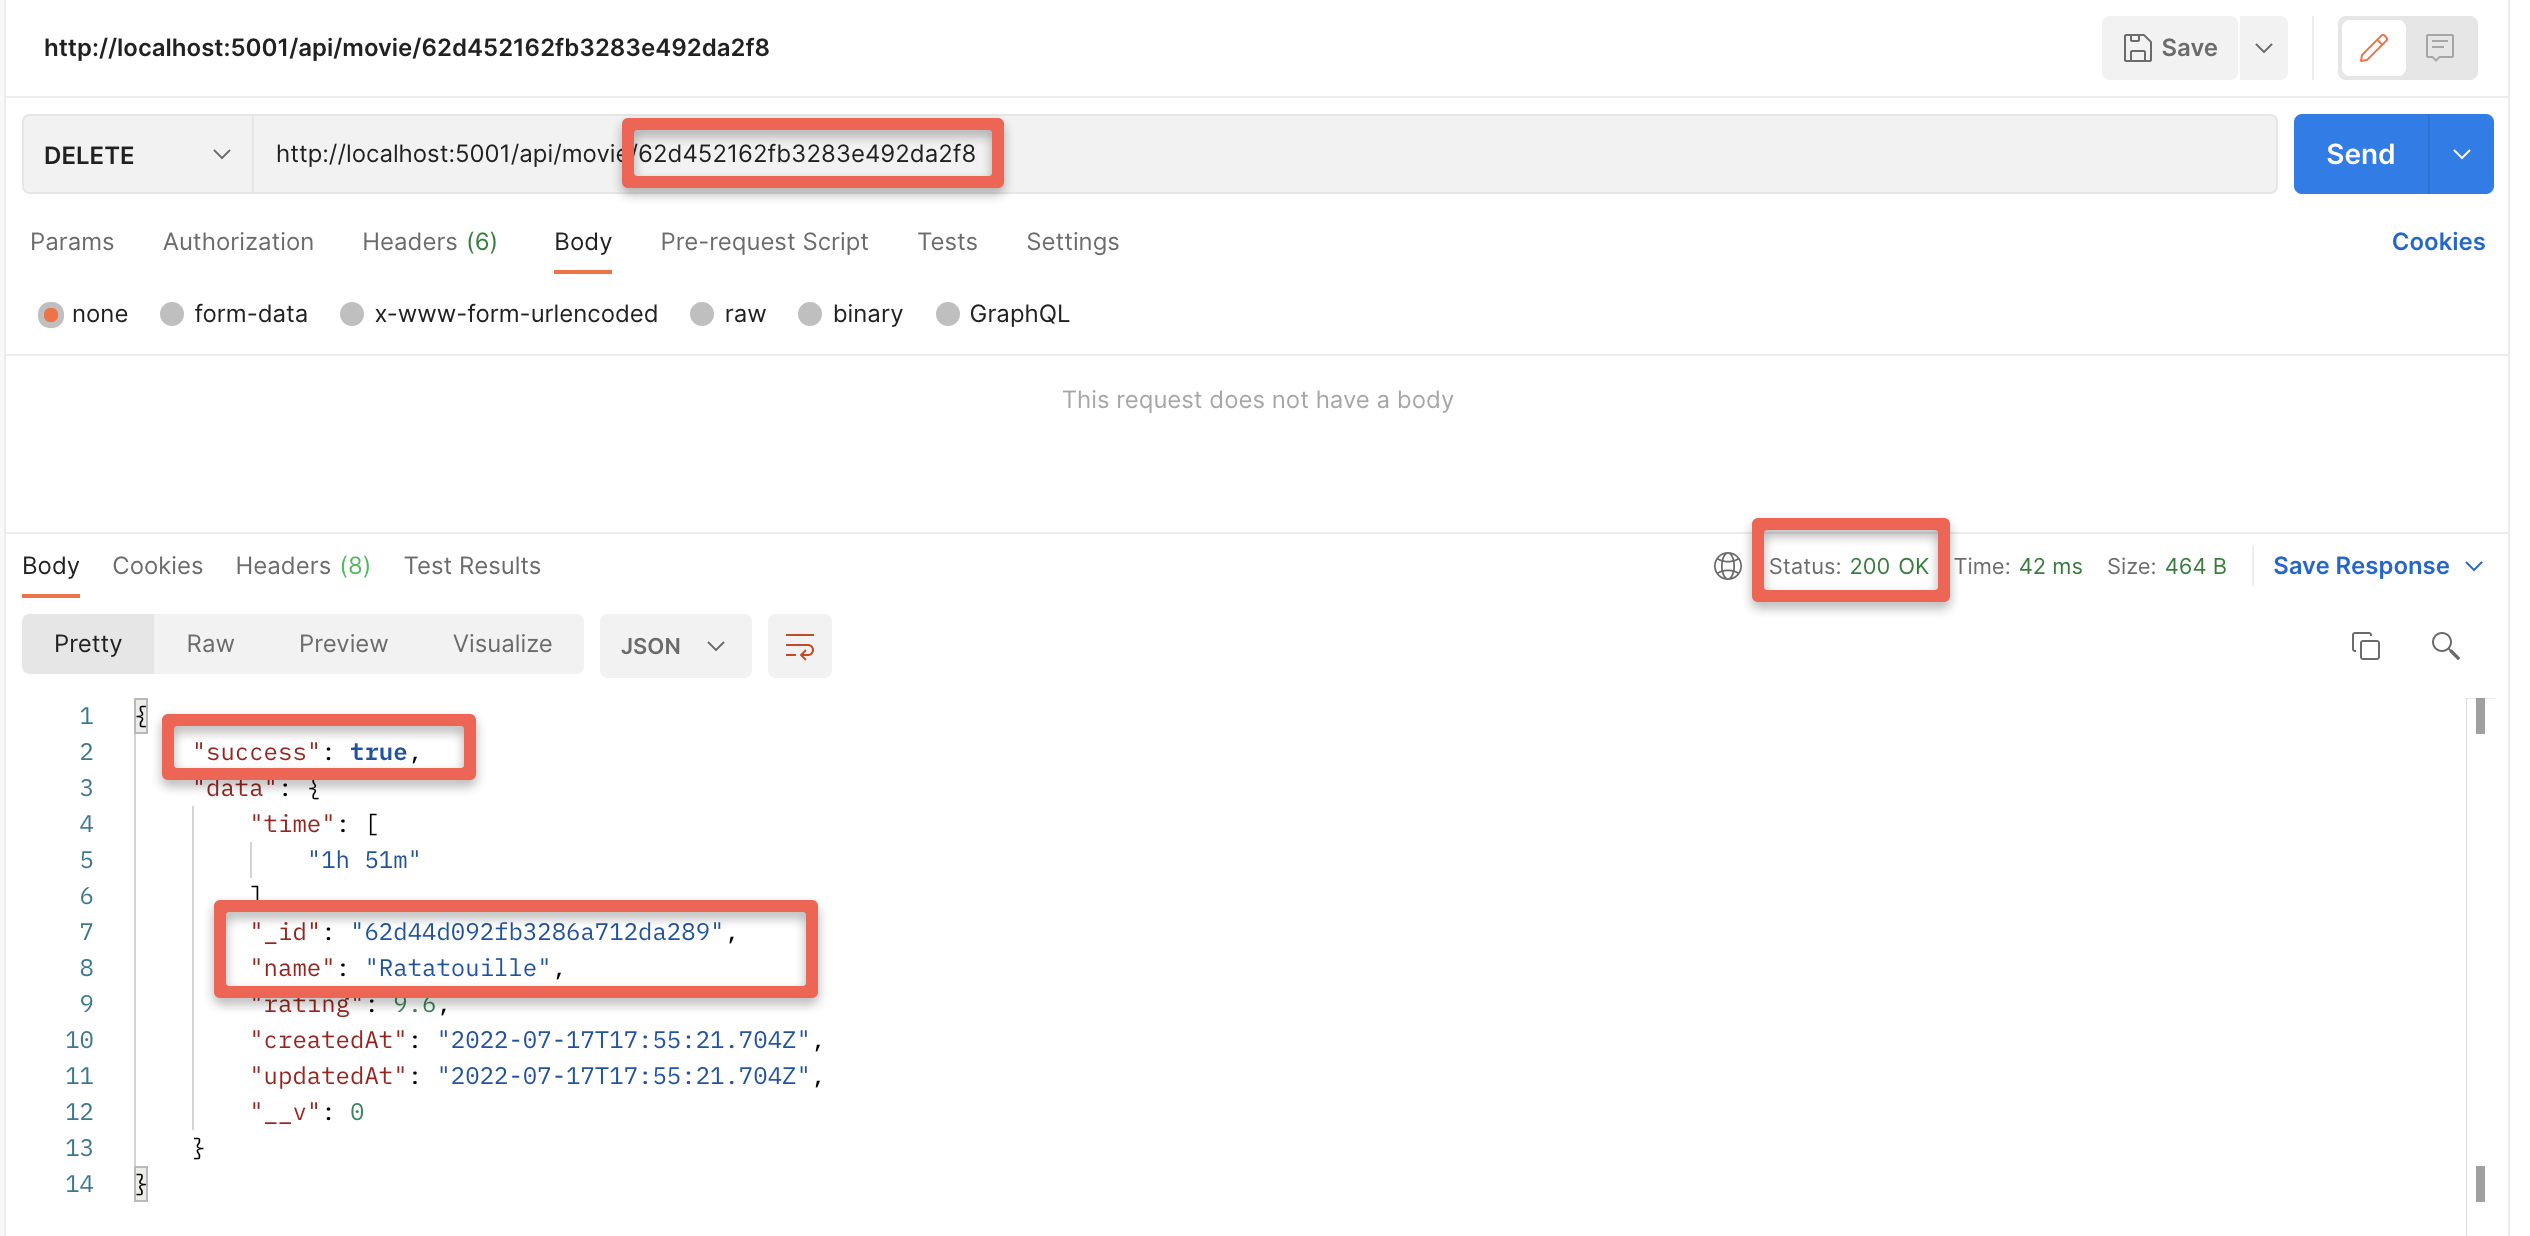 http://localhost:5001/api/movie/62d452162fb3283e492da2f8
Save
DELETE
http://localhost:5001/api/movie/62d452162fb3283e492da2f8
Send
Params Authorization Headers (6) Body Pre-request Script Tests Settings Cookies
none form-data x-www-form-urlencoded raw binary GraphQL
This request does not have a body
Body Cookies Headers (8) Test Results Status: 200 OK Time: 42 ms Size: 464 B Save Response
Pretty Raw Preview Visualize JSON
1 {
2 "success": true,
3 "data": {
4 "time": [
5 "1h 51m"
6 ]
7 "_id": "62d44d092fb3286a712da289",
8 "name": "Ratatouille",
9 "rating": 9.6,
10 "createdAt": "2022-07-17T17:55:21.704Z",
11 "updatedAt": "2022-07-17T17:55:21.704Z",
12 "__v": 0
13 }
14 }